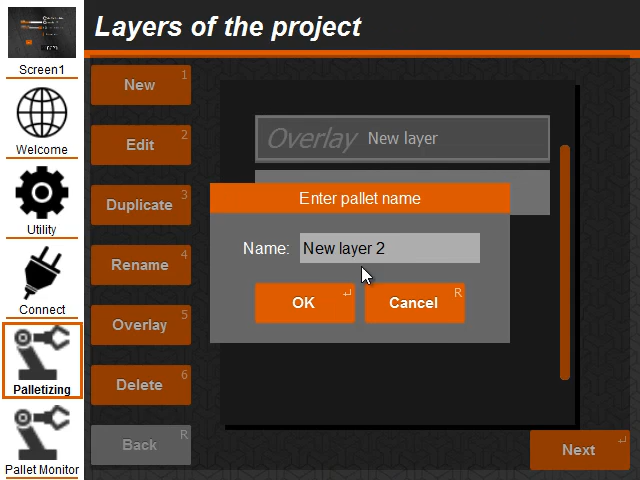 Layers of the project
Screen1
Welcome
Utility
Connect
Palletizing
Pallet Monitor
New 1
Edit 2
Duplicate 3
Rename 4
Overlay 5
Delete 6
Back R
Overlay New layer
Enter pallet name
Name: New layer 2
OK
Cancel R
Next